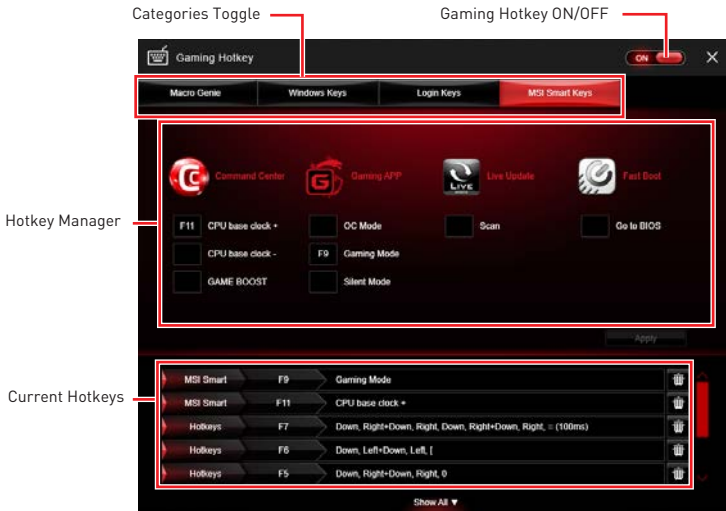 Categories Toggle
Gaming Hotkey ON/OFF
Gaming Hotkey
ON
Macro Genie
Windows Keys
Login Keys
MSI Smart Keys
Command Center
Gaming APP
LIVE
Live Update
Fast Boot
Hotkey Manager
F11 CPU base clock +
OC Mode
Scan
Go to BIOS
CPU base clock -
F9 Gaming Mode
GAME BOOST
Silent Mode
Apply
Current Hotkeys
MSI Smart F9 Gaming Mode
MSI Smart F11 CPU base clock +
Hotkeys F7 Down, Right+Down, Right, Down, Right+Down, Right, = (100ms)
Hotkeys F6 Down, Left+Down, Left, [
Hotkeys F5 Down, Right+Down, Right, 0
Show All ▼